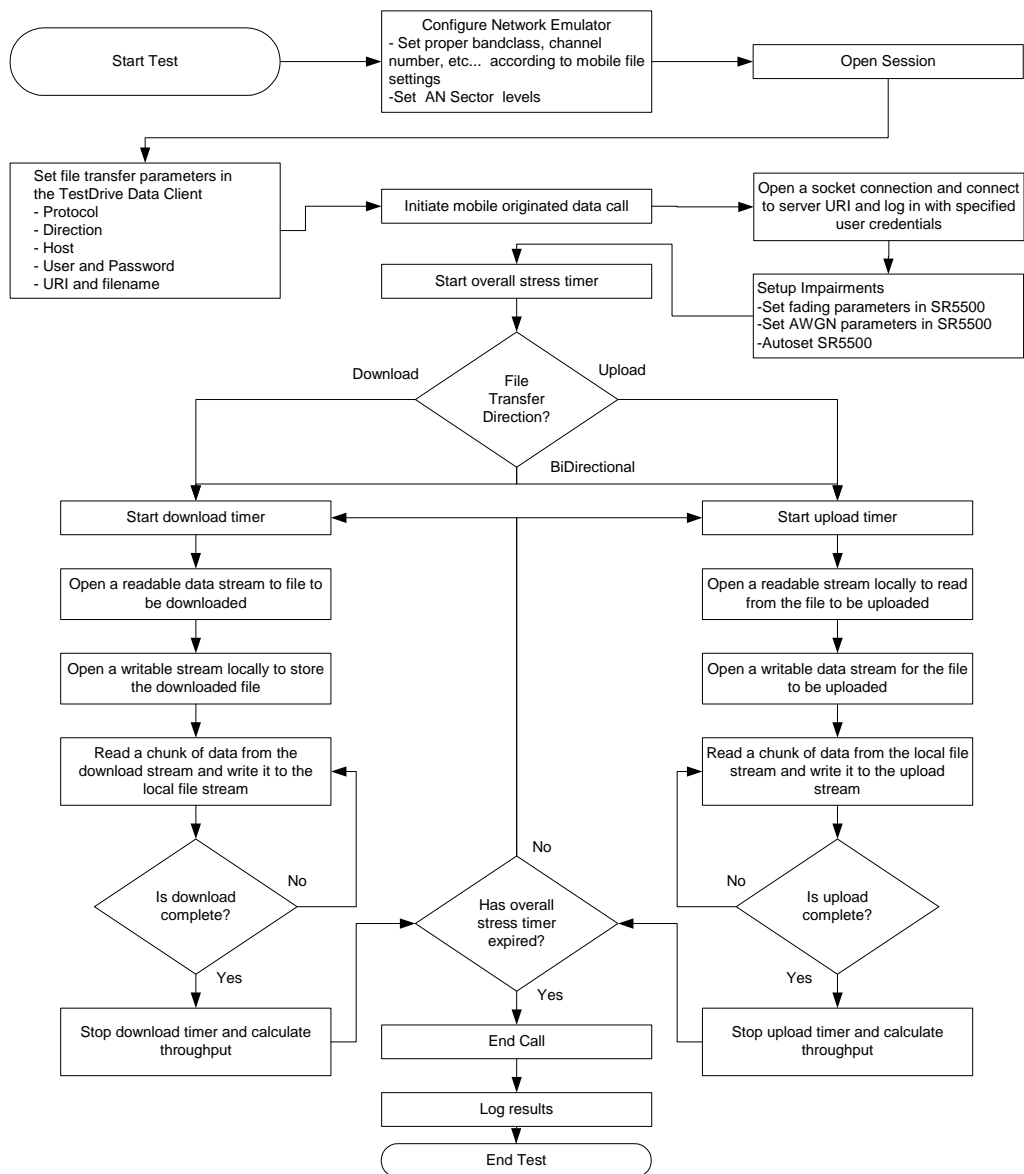 Start Test
Configure Network Emulator
- Set proper bandclass, channel
number, etc... according to mobile file
settings
-Set AN Sector levels
Open Session
Set file transfer parameters in
the TestDrive Data Client
- Protocol
- Direction
- Host
- User and Password
- URI and filename
Initiate mobile originated data call
Open a socket connection and connect
to server URI and log in with specified
user credentials
Start overall stress timer
Setup Impairments
-Set fading parameters in SR5500
-Set AWGN parameters in SR5500
-Autoset SR5500
Download
Upload
File
Transfer
Direction?
BiDirectional
Start download timer
Start upload timer
Open a readable data stream to file to
be downloaded
Open a readable stream locally to read
from the file to be uploaded
Open a writable stream locally to store
the downloaded file
Open a writable data stream for the file
to be uploaded
Read a chunk of data from the
download stream and write it to the
local file stream
Read a chunk of data from the local file
stream and write it to the upload
stream
No
Is download
complete?
No
Has overall
stress timer
expired?
No
Is upload
complete?
Yes
Yes
Yes
Stop download timer and calculate
throughput
End Call
Stop upload timer and calculate
throughput
Log results
End Test